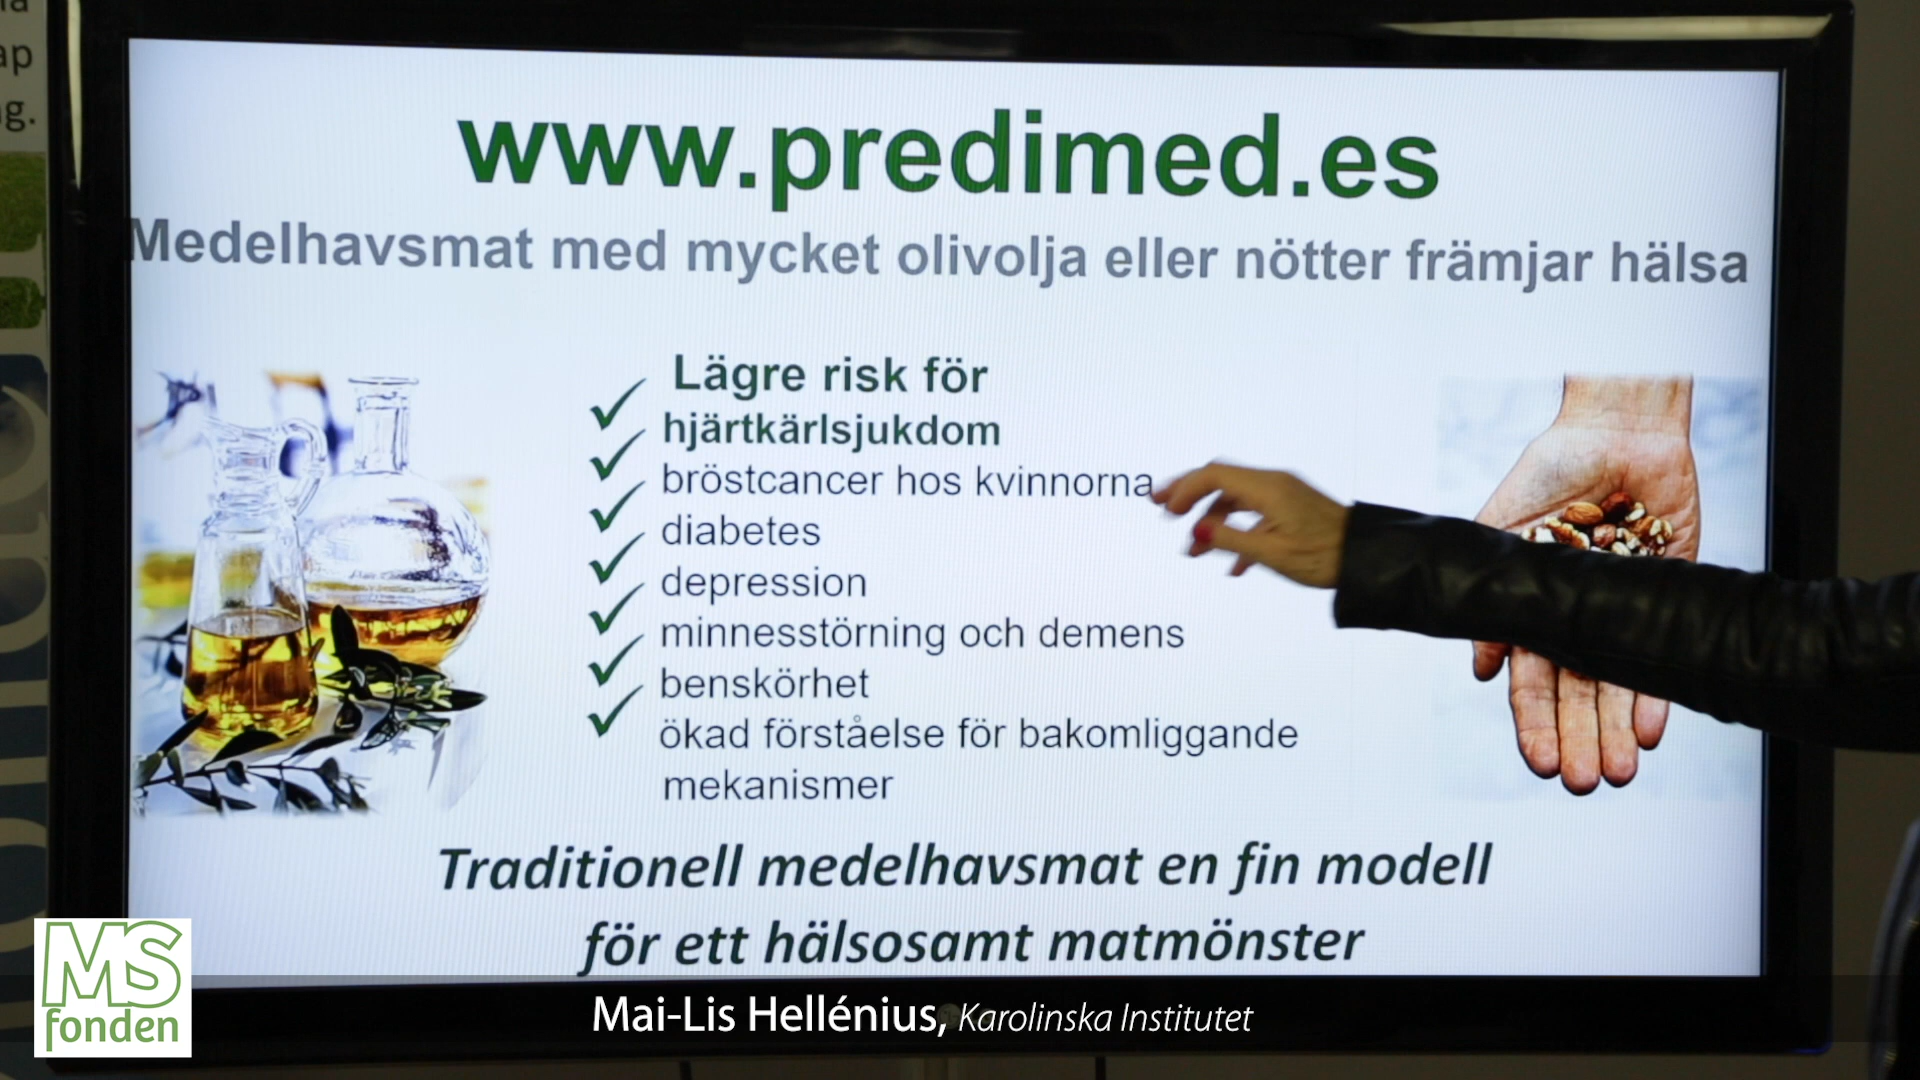 ap
g.
www.predimed.es
Medelhavsmat med mycket olivolja eller nötter främjar hälsa
Lägre risk för
hjärtkärlsjukdom
bröstcancer hos kvinnorna
diabetes
depression
minnesstörning och demens
benskörhet
ökad förståelse för bakomliggande
mekanismer
Traditionell medelhavsmat en fin modell
för ett hälsosamt matmönster
MS
fonden
Mai-Lis Hellénius, Karolinska Institutet